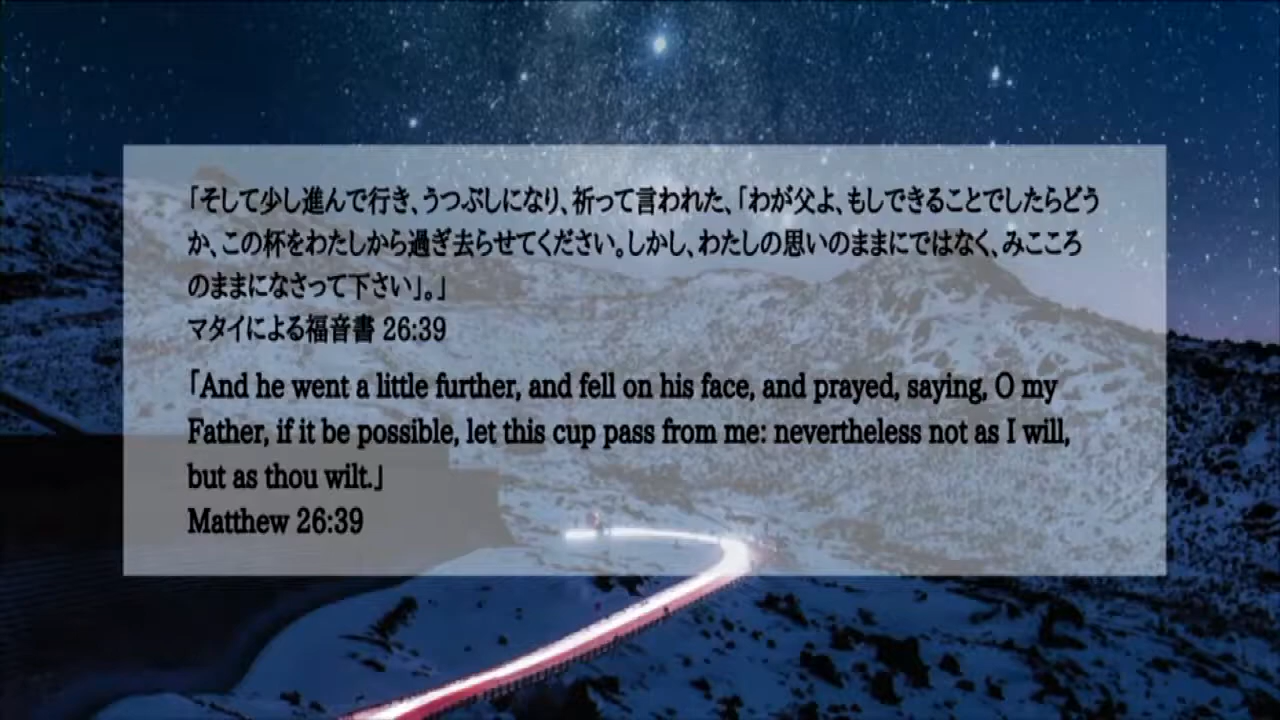 「そして少し進んで行き、うつぶしになり、祈って言われた、「わが父よ、もしできることでしたらどう
か、この杯をわたしから過ぎ去らせてください。しかし、わたしの思いのままにではなく、みこころ
のままになさって下さい」。」
マタイによる福音書 26:39
「And he went a little further, and fell on his face, and prayed, saying, O my
Father, if it be possible, let this cup pass from me: nevertheless not as I will,
but as thou wilt.」
Matthew 26:39